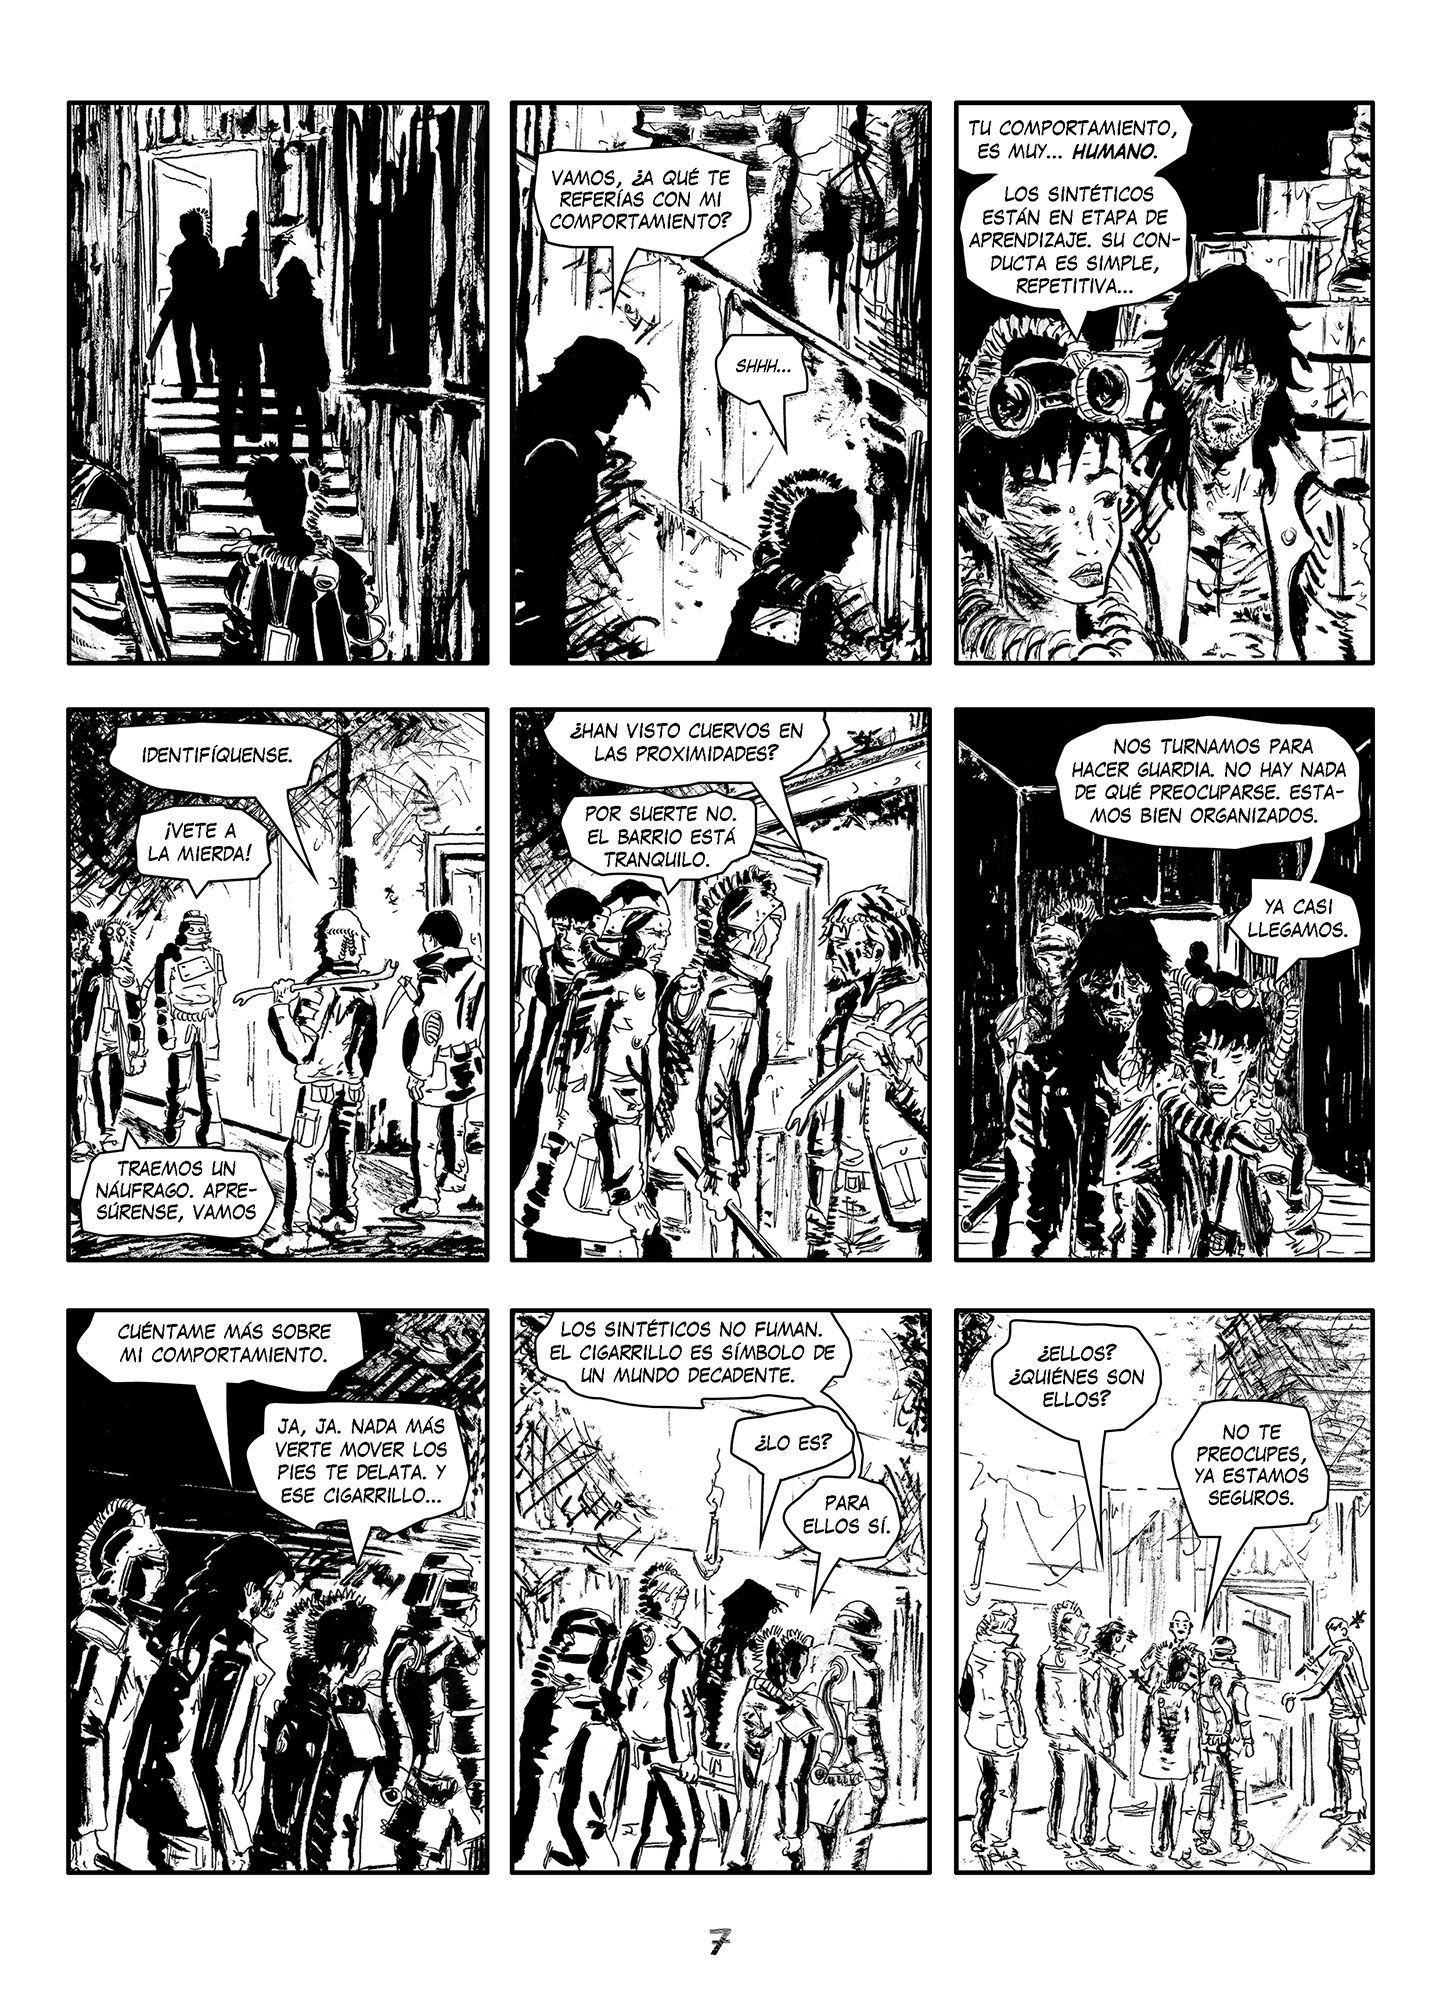 VAMOS, ¿A QUÉ TE
REFERÍAS CON MI
COMPORTAMIENTO?
SHHH...
TU COMPORTAMIENTO,
ES MUY... HUMANO.
LOS SINTÉTICOS
ESTÁN EN ETAPA DE
APRENDIZAJE. SU CON-
DUCTA ES SIMPLE,
REPETITIVA...
IDENTIFÍQUENSE.
¡VETE A
LA MIERDA!
TRAEMOS UN
NÁUFRAGO. APRE-
SÚRENSE, VAMOS
¿HAN VISTO CUERVOS EN
LAS PROXIMIDADES?
POR SUERTE NO.
EL BARRIO ESTÁ
TRANQUILO.
NOS TURNAMOS PARA
HACER GUARDIA. NO HAY NADA
DE QUÉ PREOCUPARSE. ESTA-
MOS BIEN ORGANIZADOS.
YA CASI
LLEGAMOS.
CUÉNTAME MÁS SOBRE
MI COMPORTAMIENTO.
JA, JA. NADA MÁS
VERTE MOVER LOS
PIES TE DELATA. Y
ESE CIGARRILLO...
LOS SINTÉTICOS NO FUMAN.
EL CIGARRILLO ES SÍMBOLO DE
UN MUNDO DECADENTE.
¿LO ES?
PARA
ELLOS SÍ.
¿ELLOS?
¿QUIÉNES SON
ELLOS?
NO TE
PREOCUPES,
YA ESTAMOS
SEGUROS.
7